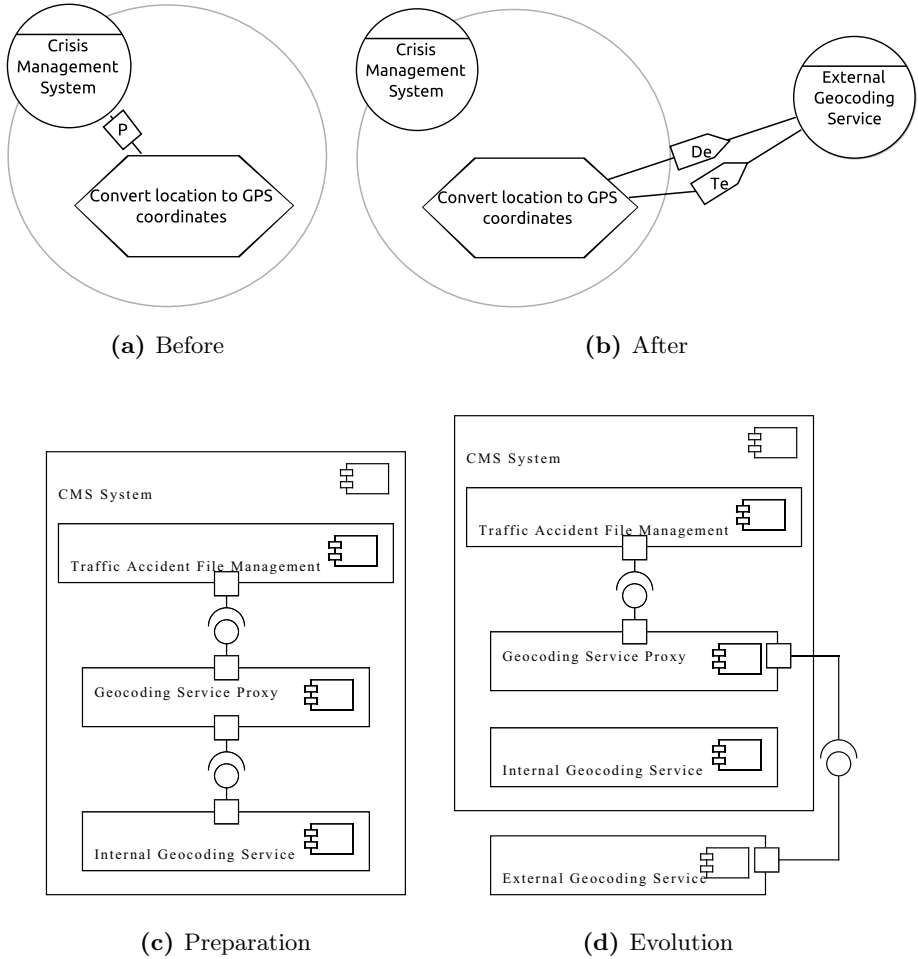 Crisis
Management
System
P
Convert location to GPS
coordinates
(a) Before
Crisis
Management
System
External
Geocoding
Service
De
Te
Convert location to GPS
coordinates
(b) After
CMS System
Traffic Accident File Management
Geocoding Service Proxy
Internal Geocoding Service
(c) Preparation
CMS System
Traffic Accident File Management
Geocoding Service Proxy
Internal Geocoding Service
External Geocoding Service
(d) Evolution